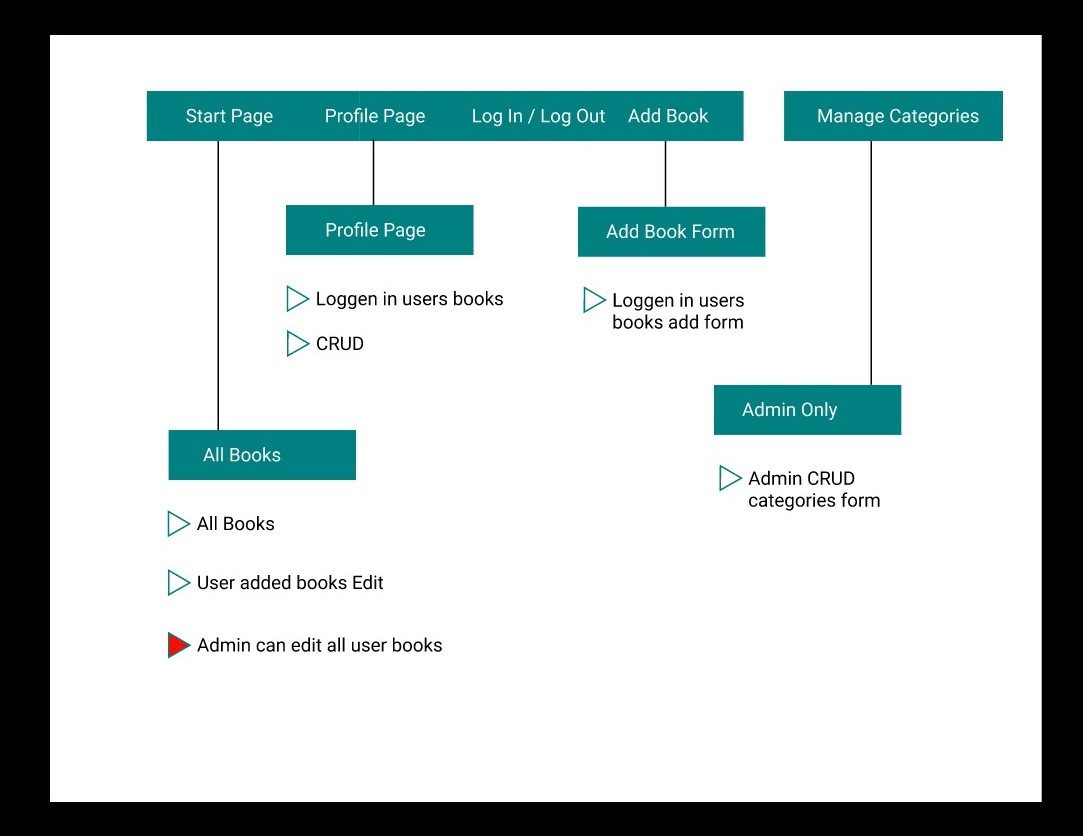 Start Page
Profile Page
Log In / Log Out
Add Book
Manage Categories
Profile Page
Add Book Form
Loggen in users books
CRUD
Loggen in users
books add form
Admin Only
Admin CRUD
categories form
All Books
All Books
User added books Edit
Admin can edit all user books